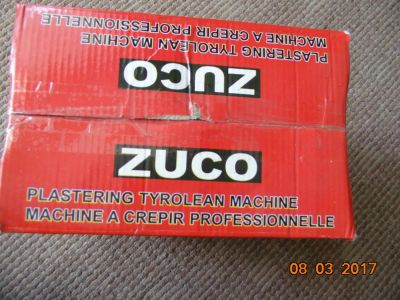 MACHINE A CREPIR PROFESSIONNELLE
PLASTERING TYROLEAN MACHINE
ZUCO
ZUCO
PLASTERING TYROLEAN MACHINE
MACHINE A CREPIR PROFESSIONNELLE
08 03 2017